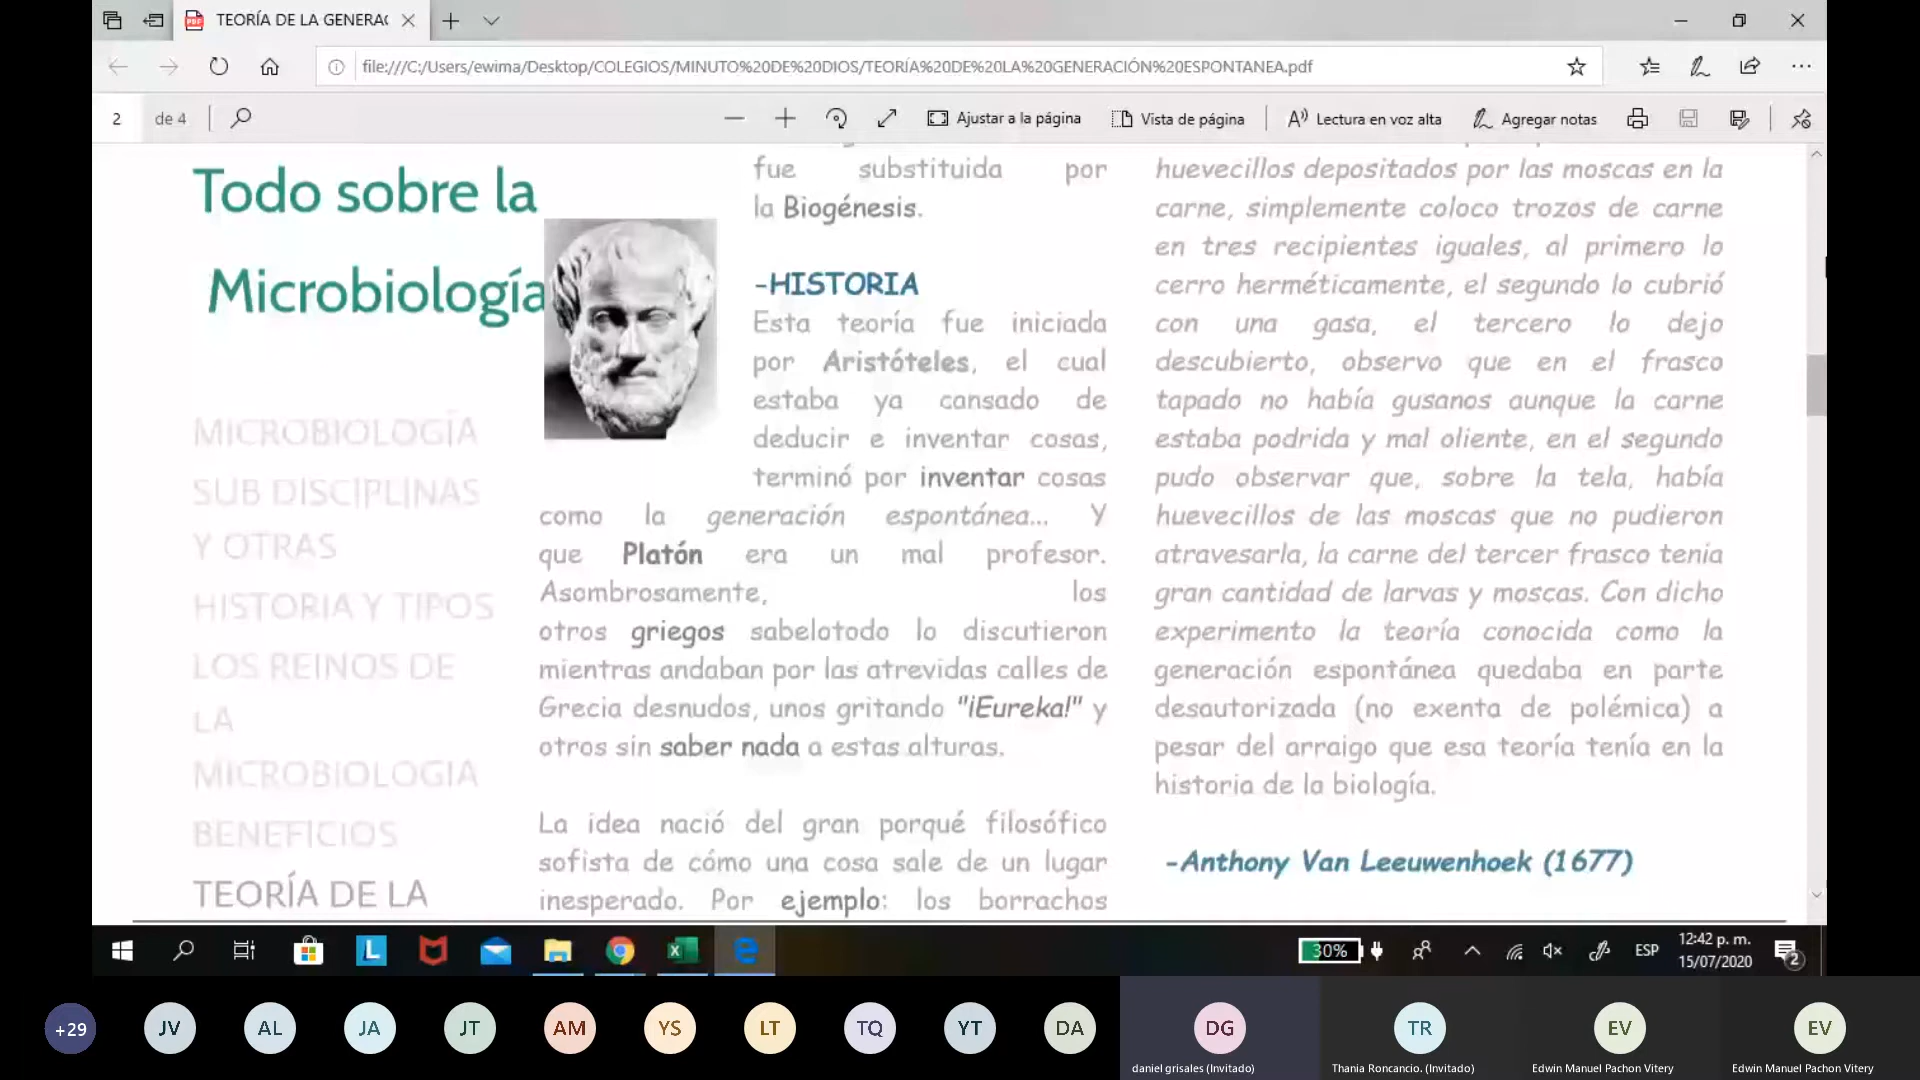 TEORÍA DE LA GENERAC
file:///C:/Users/ewima/Desktop/COLEGIOS/MINUTO%20DE%20DIOS/TEORÍA%20DE%20LA%20GENERACIÓN%20ESPONTANEA.pdf
2 de 4
Ajustar a la página
Vista de página
Lectura en voz alta
Agregar notas
Todo sobre la
Microbiología
MICROBIOLOGÍA
SUB DISCIPLINAS
Y OTRAS
HISTORIA Y TIPOS
LOS REINOS DE
LA
MICROBIOLOGIA
BENEFICIOS
TEORÍA DE LA
fue substituida por
la Biogénesis.
-HISTORIA
Esta teoría fue iniciada
por Aristóteles, el cual
estaba ya cansado de
deducir e inventar cosas,
terminó por inventar cosas
como la generación espontánea... Y
que Platón era un mal profesor.
Asombrosamente, los
otros griegos sabelotodo lo discutieron
mientras andaban por las atrevidas calles de
Grecia desnudos, unos gritando "¡Eureka!" y
otros sin saber nada a estas alturas.
La idea nació del gran porqué filosófico
sofista de cómo una cosa sale de un lugar
inesperado. Por ejemplo: los borrachos
huevecillos depositados por las moscas en la
carne, simplemente coloco trozos de carne
en tres recipientes iguales, al primero lo
cerro herméticamente, el segundo lo cubrió
con una gasa, el tercero lo dejo
descubierto, observo que en el frasco
tapado no había gusanos aunque la carne
estaba podrida y mal oliente, en el segundo
pudo observar que, sobre la tela, había
huevecillos de las moscas que no pudieron
atravesarla, la carne del tercer frasco tenia
gran cantidad de larvas y moscas. Con dicho
experimento la teoría conocida como la
generación espontánea quedaba en parte
desautorizada (no exenta de polémica) a
pesar del arraigo que esa teoría tenía en la
historia de la biología.
-Anthony Van Leeuwenhoek (1677)
30%
ESP
12:42 p. m.
15/07/2020
2
+29
JV
AL
JA
JT
AM
YS
LT
TQ
YT
DA
DG
TR
EV
EV
daniel grisales (Invitado)
Thania Roncancio. (Invitado)
Edwin Manuel Pachon Vitery
Edwin Manuel Pachon Vitery